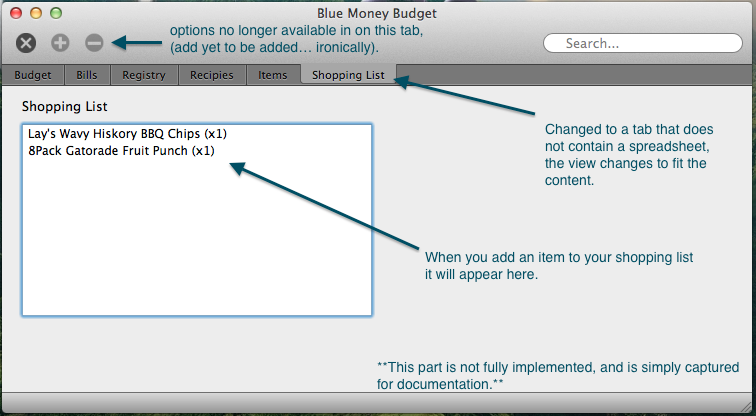 Blue Money Budget
options no longer available in on this tab,
(add yet to be added... ironically).
Search...
Budget Bills Registry Recipies Items Shopping List
Shopping List
Lay's Wavy Hiskory BBQ Chips (x1)
8Pack Gatorade Fruit Punch (x1)
Changed to a tab that does
not contain a spreadsheet,
the view changes to fit the
content.
When you add an item to your shopping list
it will appear here.
**This part is not fully implemented, and is simply captured
for documentation.**